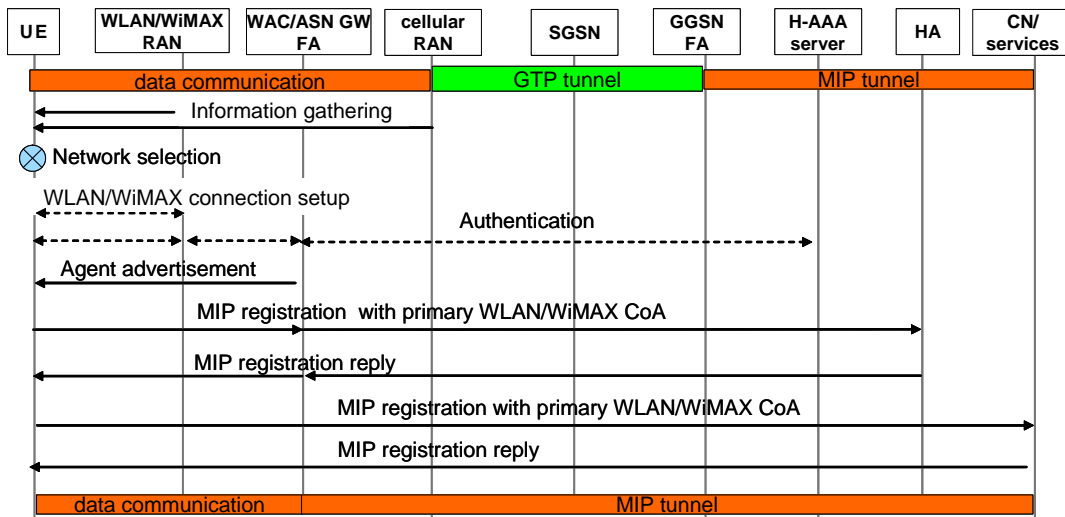 UE
WLAN/WiMAX
RAN
WAC/ASN GW
FA
cellular
RAN
SGSN
GGSN
FA
H-AAA
server
HA
CN/
services
data communication
GTP tunnel
MIP tunnel
Information gathering
Network selection
WLAN/WiMAX connection setup
Authentication
Agent advertisement
MIP registration with primary WLAN/WiMAX CoA
MIP registration reply
MIP registration with primary WLAN/WiMAX CoA
MIP registration reply
data communication
MIP tunnel